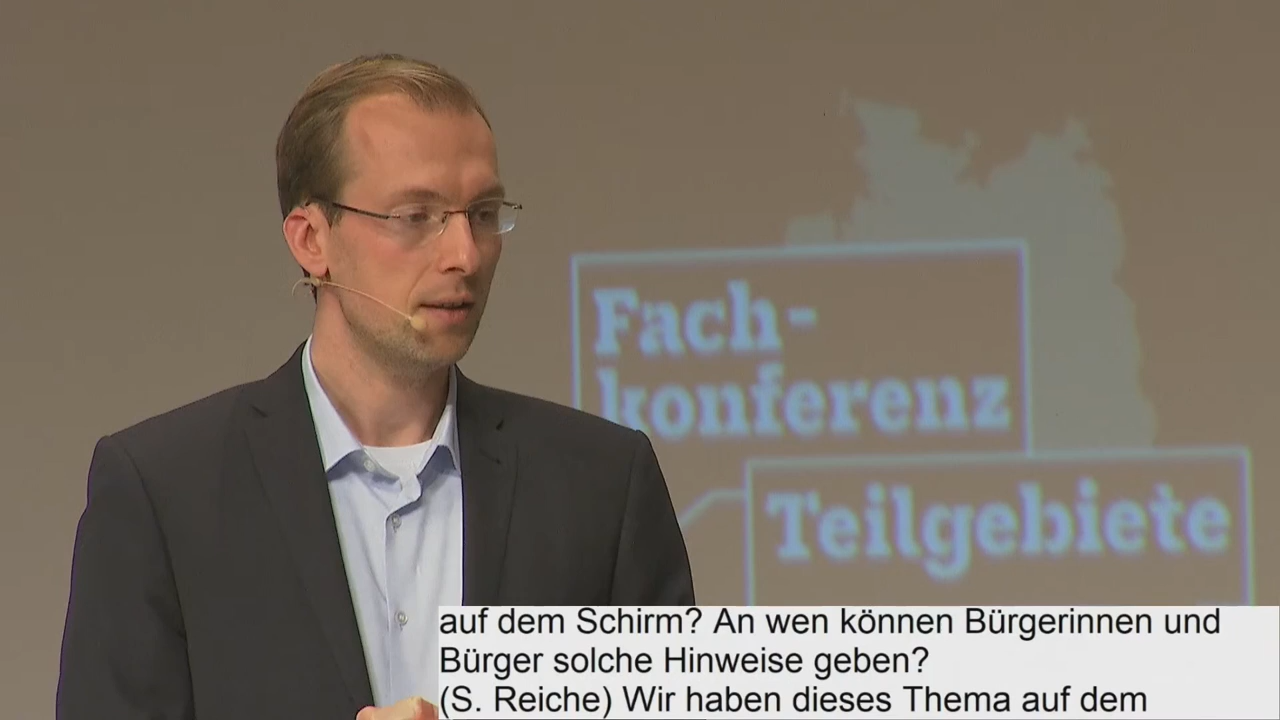 Fach-
konferenz
Teilgebiete
auf dem Schirm? An wen können Bürgerinnen und
Bürger solche Hinweise geben?
(S. Reiche) Wir haben dieses Thema auf dem